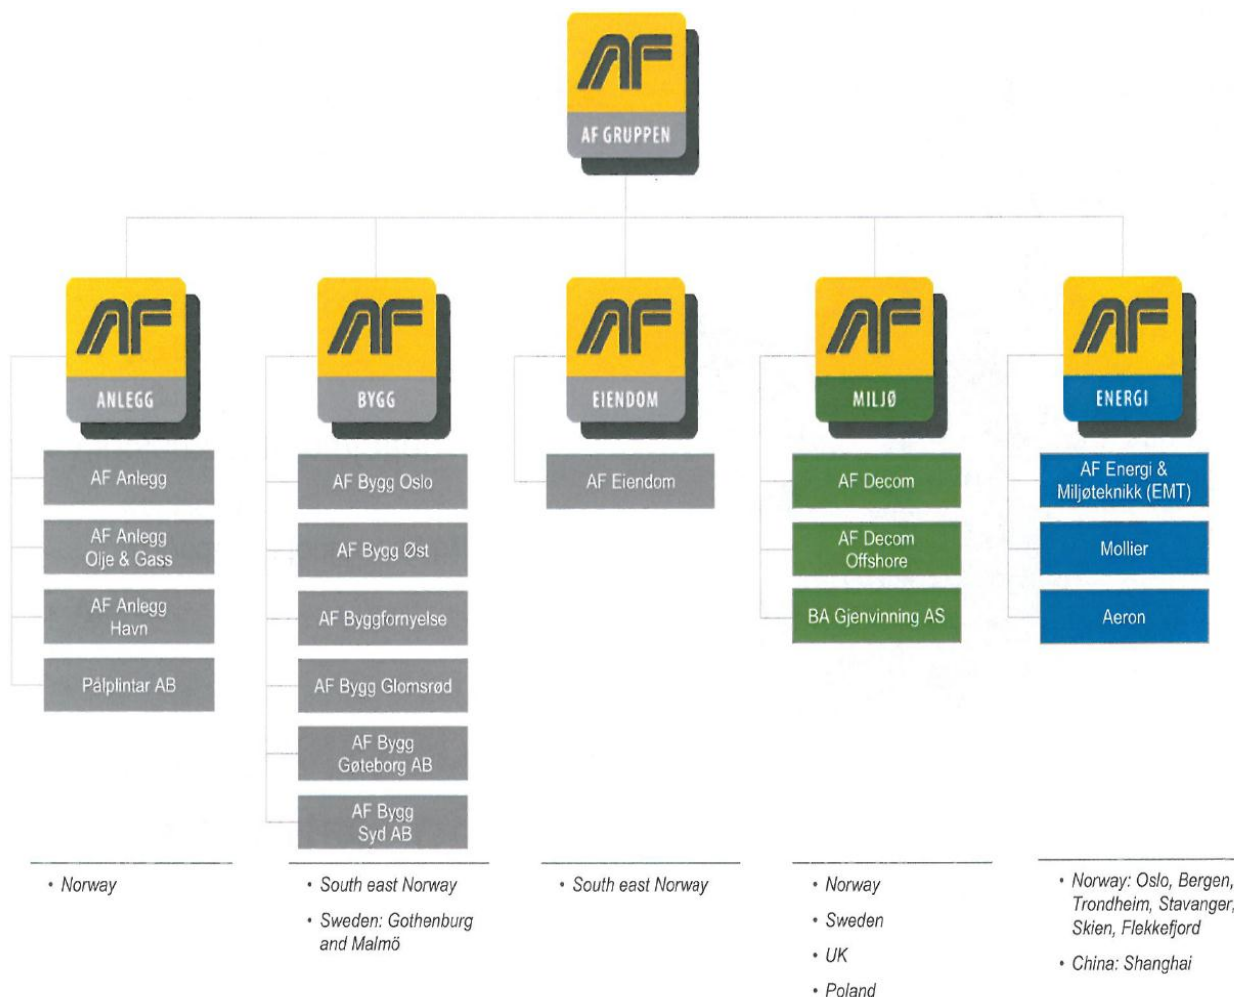 AF
AF GRUPPEN
AF
ANLEGG
AF Anlegg
AF Anlegg
Olje & Gass
AF Anlegg
Havn
Pålplintar AB
• Norway
AF
BYGG
AF Bygg Oslo
AF Bygg Øst
AF Byggfornyelse
AF Bygg Glomsrød
AF Bygg
Gøteborg AB
AF Bygg
Syd AB
• South east Norway
• Sweden: Gothenburg
and Malmö
AF
EIENDOM
AF Eiendom
• South east Norway
AF
MILJØ
AF Decom
AF Decom
Offshore
BA Gjenvinning AS
• Norway
• Sweden
• UK
• Poland
AF
ENERGI
AF Energi &
Miljøteknikk (EMT)
Mollier
Aeron
• Norway: Oslo, Bergen,
Trondheim, Stavanger,
Skien, Flekkefjord
• China: Shanghai